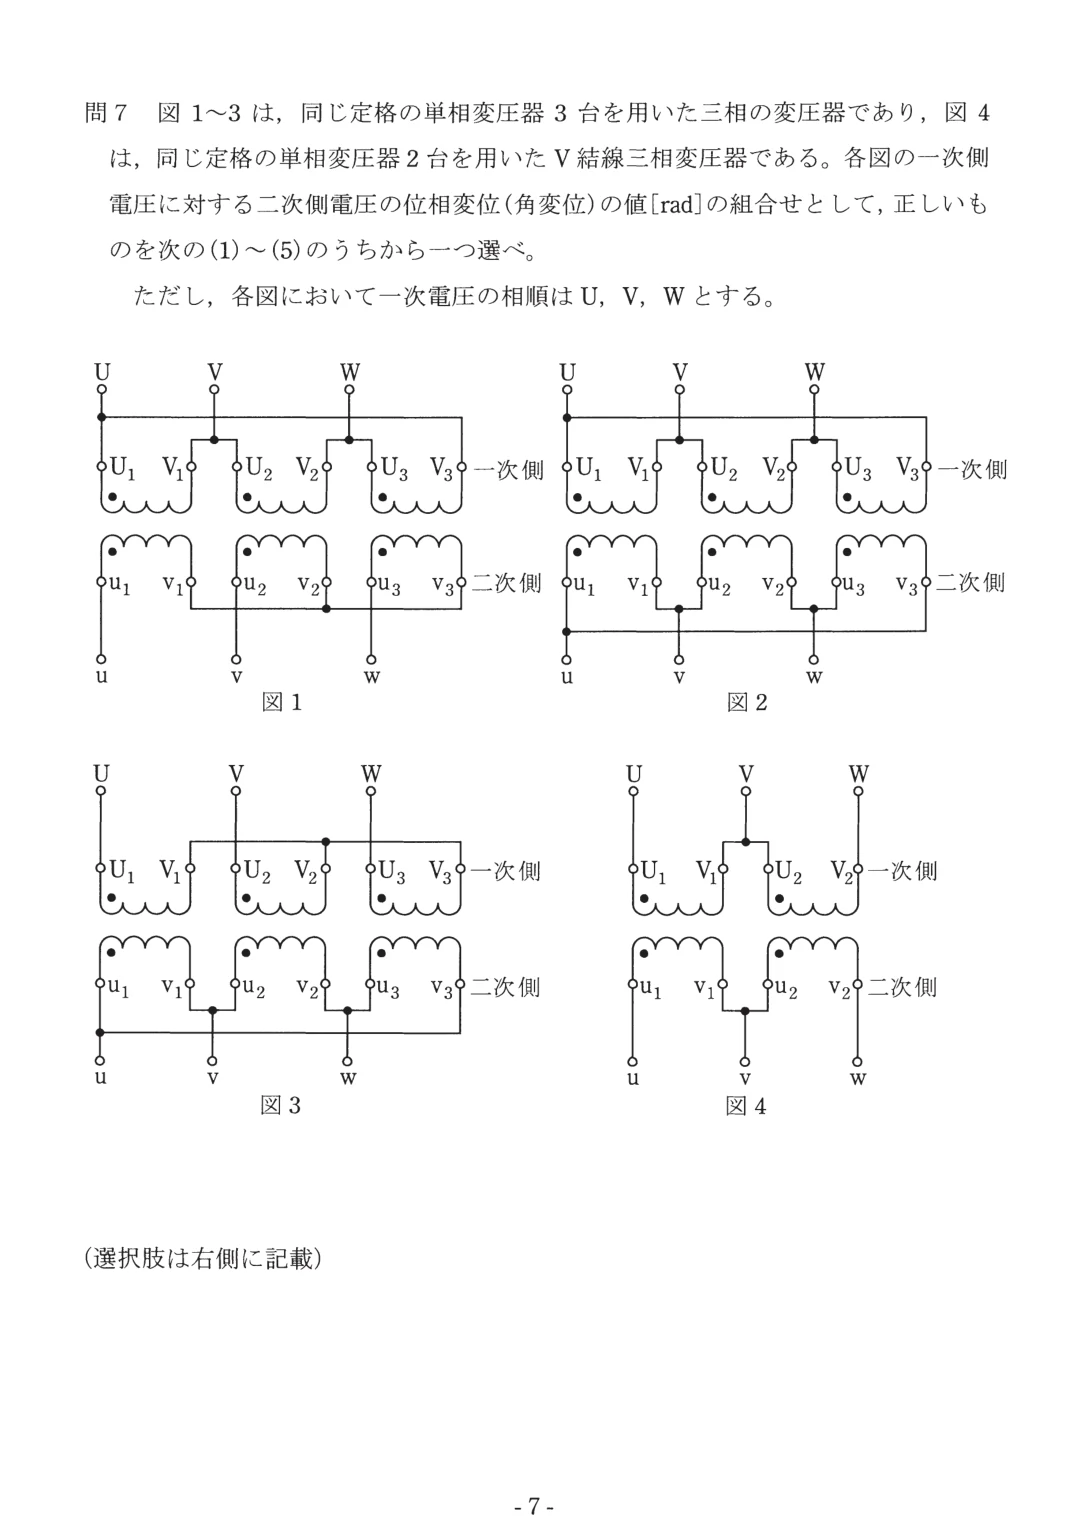 問7 図 1～3 は，同じ定格の単相変圧器 3 台を用いた三相の変圧器であり，図 4
は，同じ定格の単相変圧器 2 台を用いた V 結線三相変圧器である。各図の一次側
電圧に対する二次側電圧の位相変位(角変位)の値[rad]の組合せとして，正しいも
のを次の(1)～(5)のうちから一つ選べ。
ただし，各図において一次電圧の相順は U，V，W とする。
U V W
U1 V1 U2 V2 U3 V3 一次側
u1 v1 u2 v2 u3 v3 二次側
u v w
図 1
U V W
U1 V1 U2 V2 U3 V3 一次側
u1 v1 u2 v2 u3 v3 二次側
u v w
図 2
U V W
U1 V1 U2 V2 U3 V3 一次側
u1 v1 u2 v2 u3 v3 二次側
u v w
図 3
U V W
U1 V1 U2 V2 一次側
u1 v1 u2 v2 二次側
u v w
図 4
(選択肢は右側に記載)
- 7 -